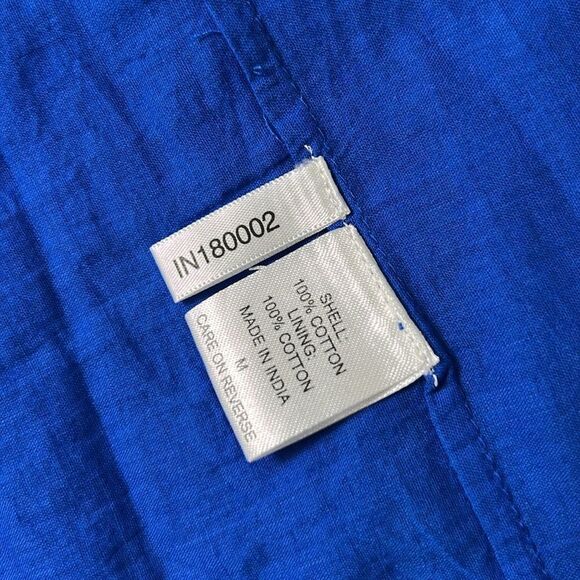 IN180002
SHELL:
100% COTTON
LINING:
100% COTTON
MADE IN INDIA
M
CARE ON REVERSE